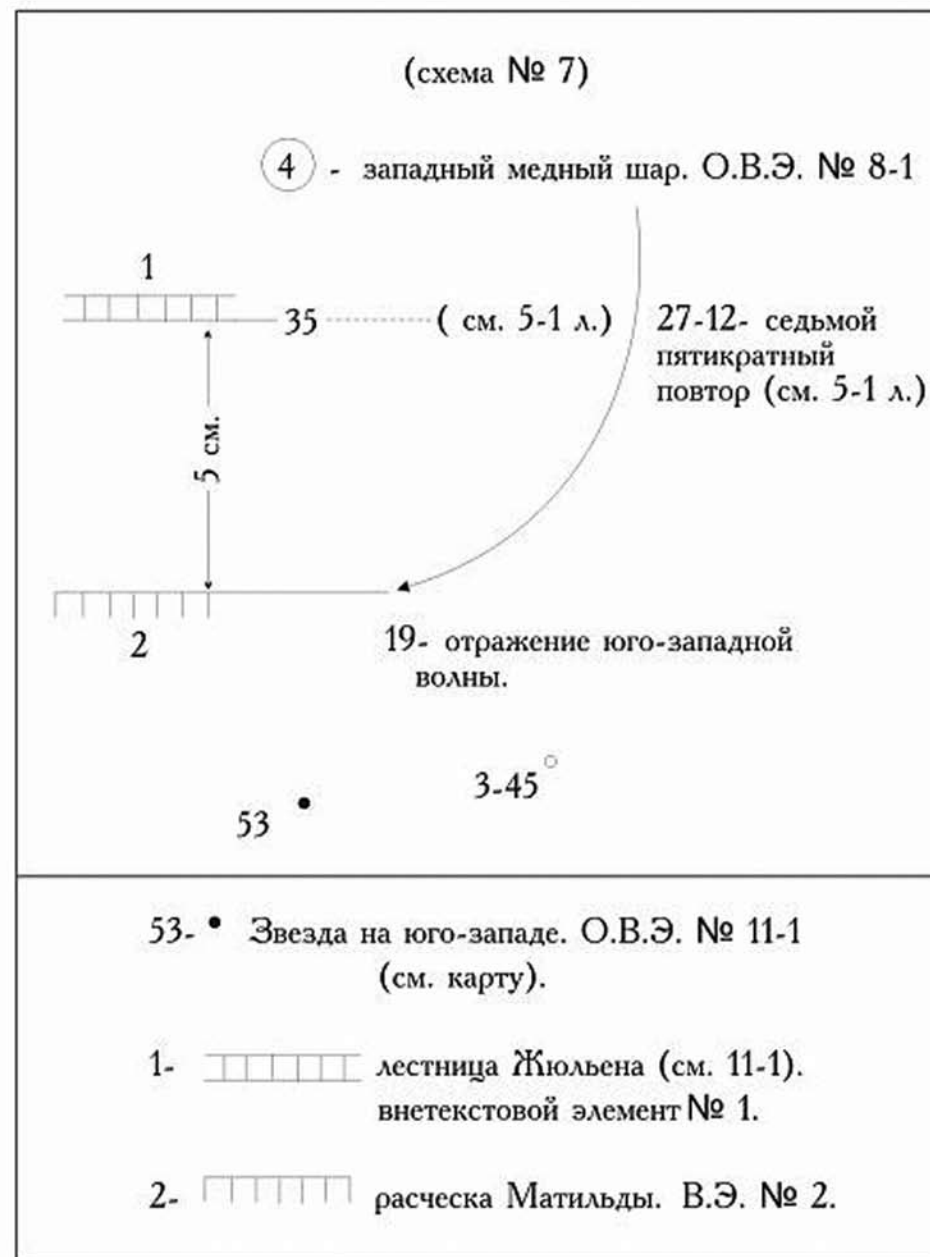 (схема № 7)
4 - западный медный шар. О.В.Э. № 8-1
1
35 ( см. 5-1 л.)
27-12- седьмой
пятикратный
повтор (см. 5-1 л.)
5 см.
2
19- отражение юго-западной
волны.
3-45
53
53- • Звезда на юго-западе. О.В.Э. № 11-1
(см. карту).
1- лестница Жюльена (см. 11-1).
внетекстовой элемент № 1.
2- расческа Матильды. В.Э. № 2.